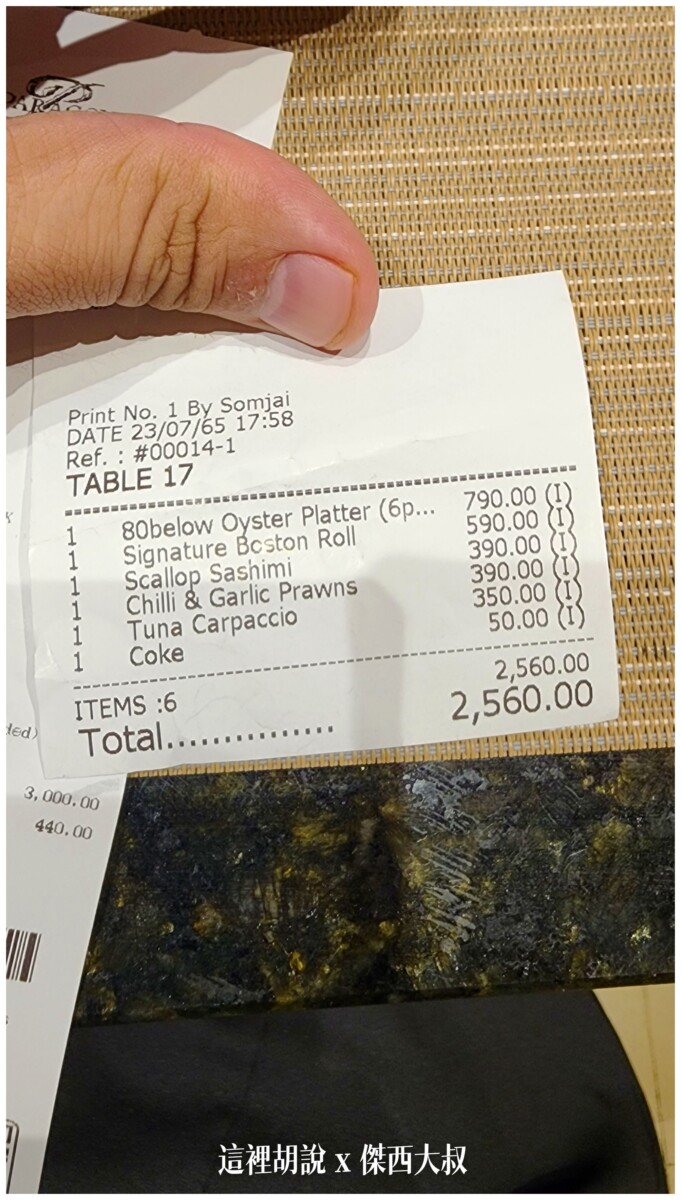 PARAGON
Print No. 1 By Somjai
DATE 23/07/65 17:58
Ref. : #00014-1
TABLE 17
1 80below Oyster Platter (6p... 790.00 (I)
1 Signature Boston Roll 590.00 (I)
1 Scallop Sashimi 390.00 (I)
1 Chilli & Garlic Prawns 390.00 (I)
1 Tuna Carpaccio 350.00 (I)
1 Coke 50.00 (I)
2,560.00
ITEMS :6
Total............... 2,560.00
ded)
3,000.00
440.00
這裡胡說 x 傑西大叔